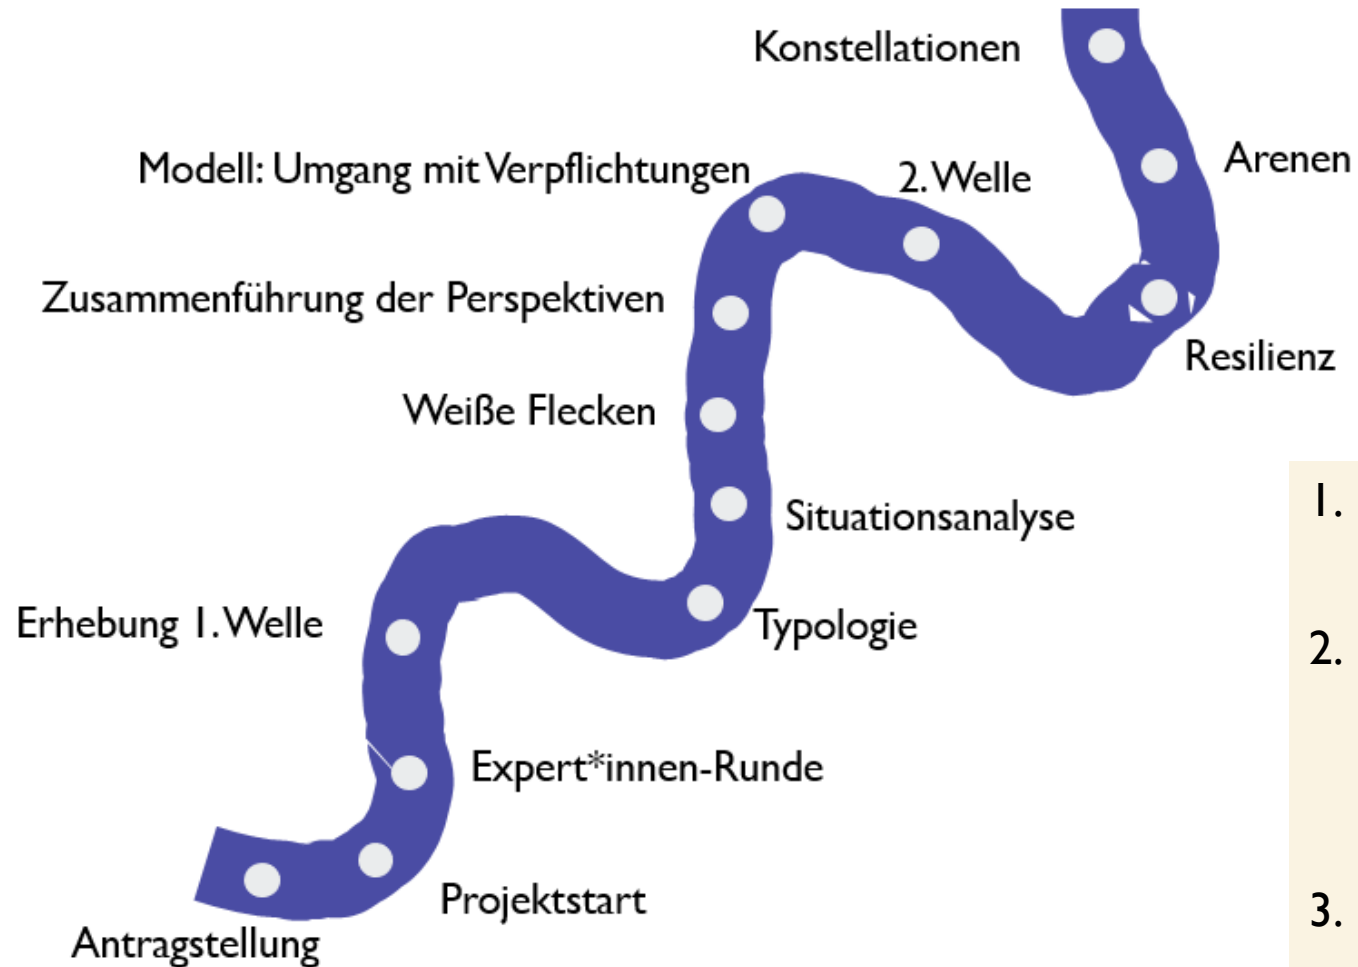 Konstellationen
Arenen
Modell: Umgang mit Verpflichtungen
2. Welle
Zusammenführung der Perspektiven
Resilienz
Weiße Flecken
1.
Situationsanalyse
Erhebung 1. Welle
Typologie
2.
Expert*innen-Runde
Projektstart
3.
Antragstellung